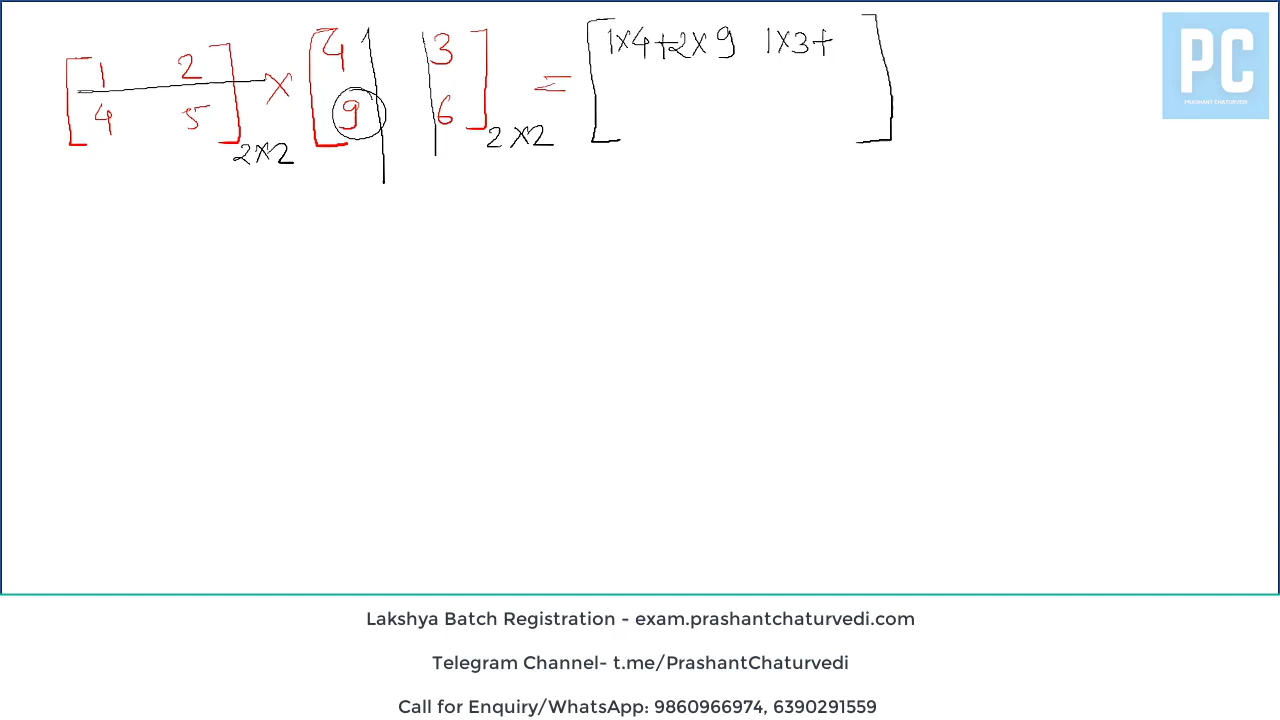 [1 2] × [4 3] = [1×4+2×9 1×3+]
[4 5] 2×2 [9 6] 2×2
PC
PRASHANT CHATURVEDI
Lakshya Batch Registration - exam.prashantchaturvedi.com
Telegram Channel- t.me/PrashantChaturvedi
Call for Enquiry/WhatsApp: 9860966974, 6390291559